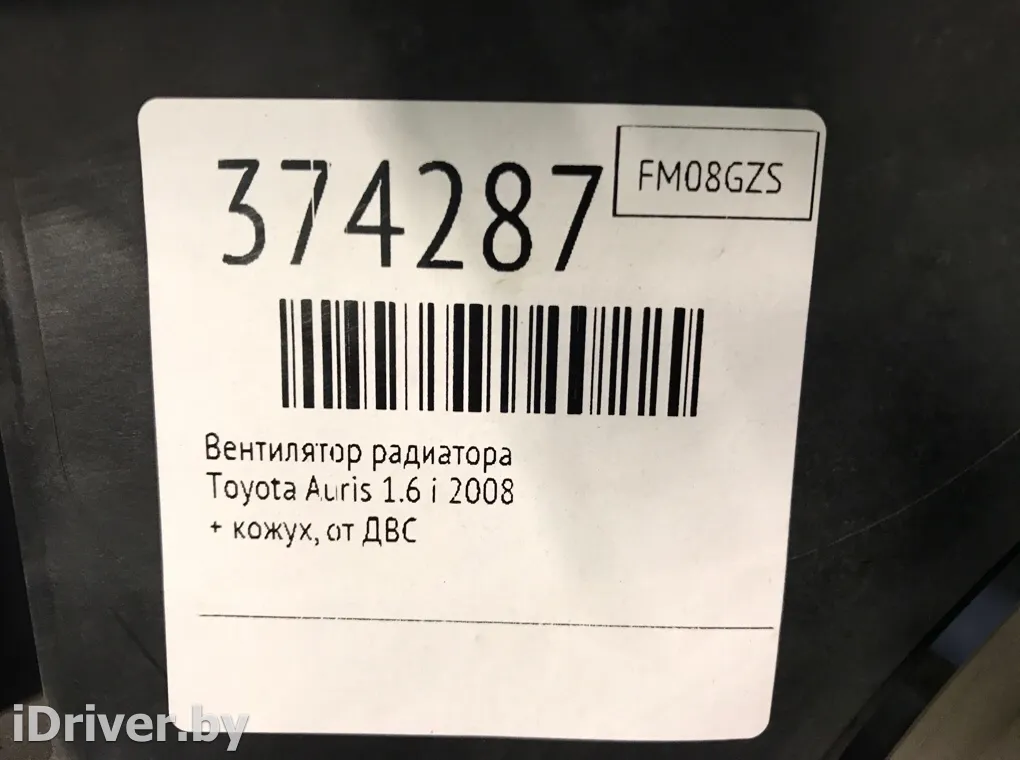 374287
FM08GZS
Вентилятор радиатора
Toyota Auris 1.6 i 2008
+ кожух, от ДВС
iDriver.by